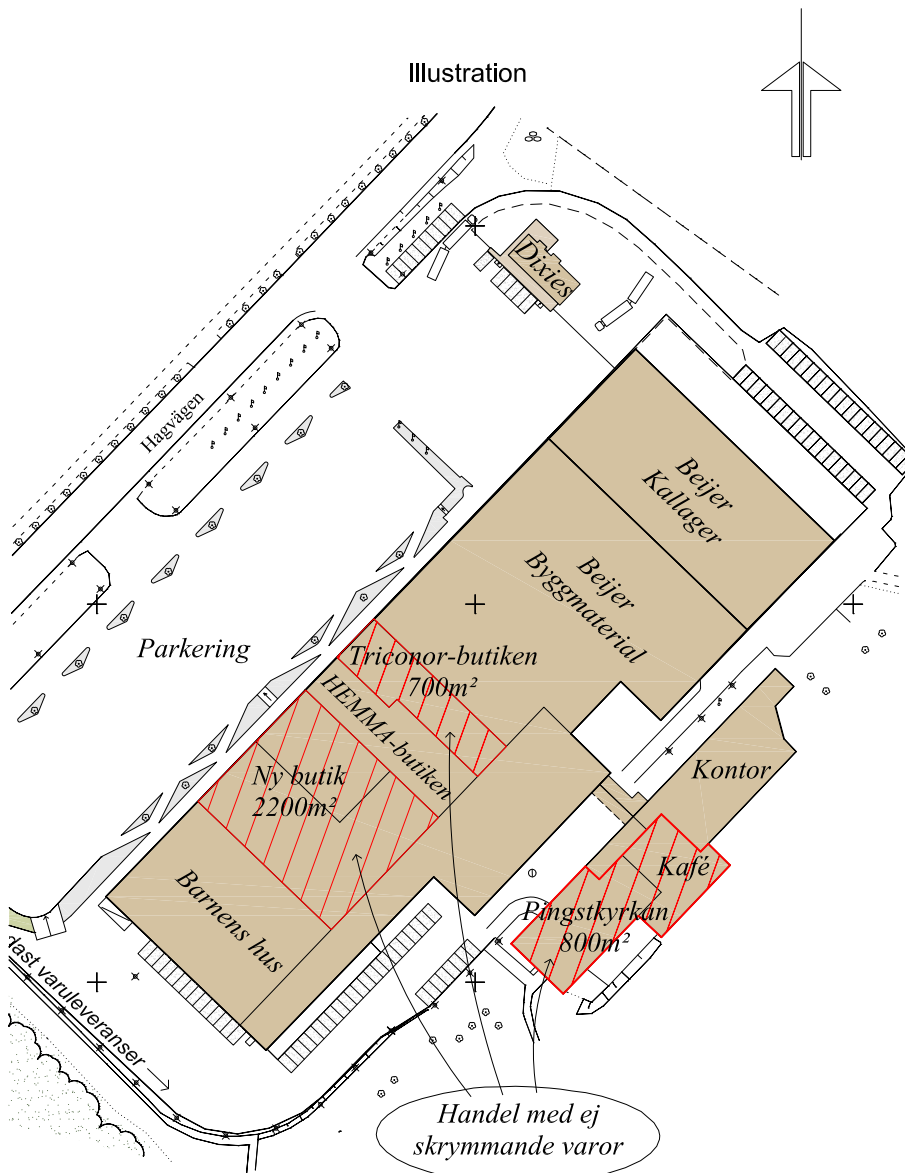 Illustration
Dixies
Hagvägen
Beijer
Kallager
Beijer
Byggmaterial
Parkering
Triconor-butiken
700m²
HEMMA-butiken
Ny butik
2200m²
Kontor
Kafé
Barnens hus
Pingstkyrkan
800m²
dast varuleveranser
Handel med ej
skrymmande varor